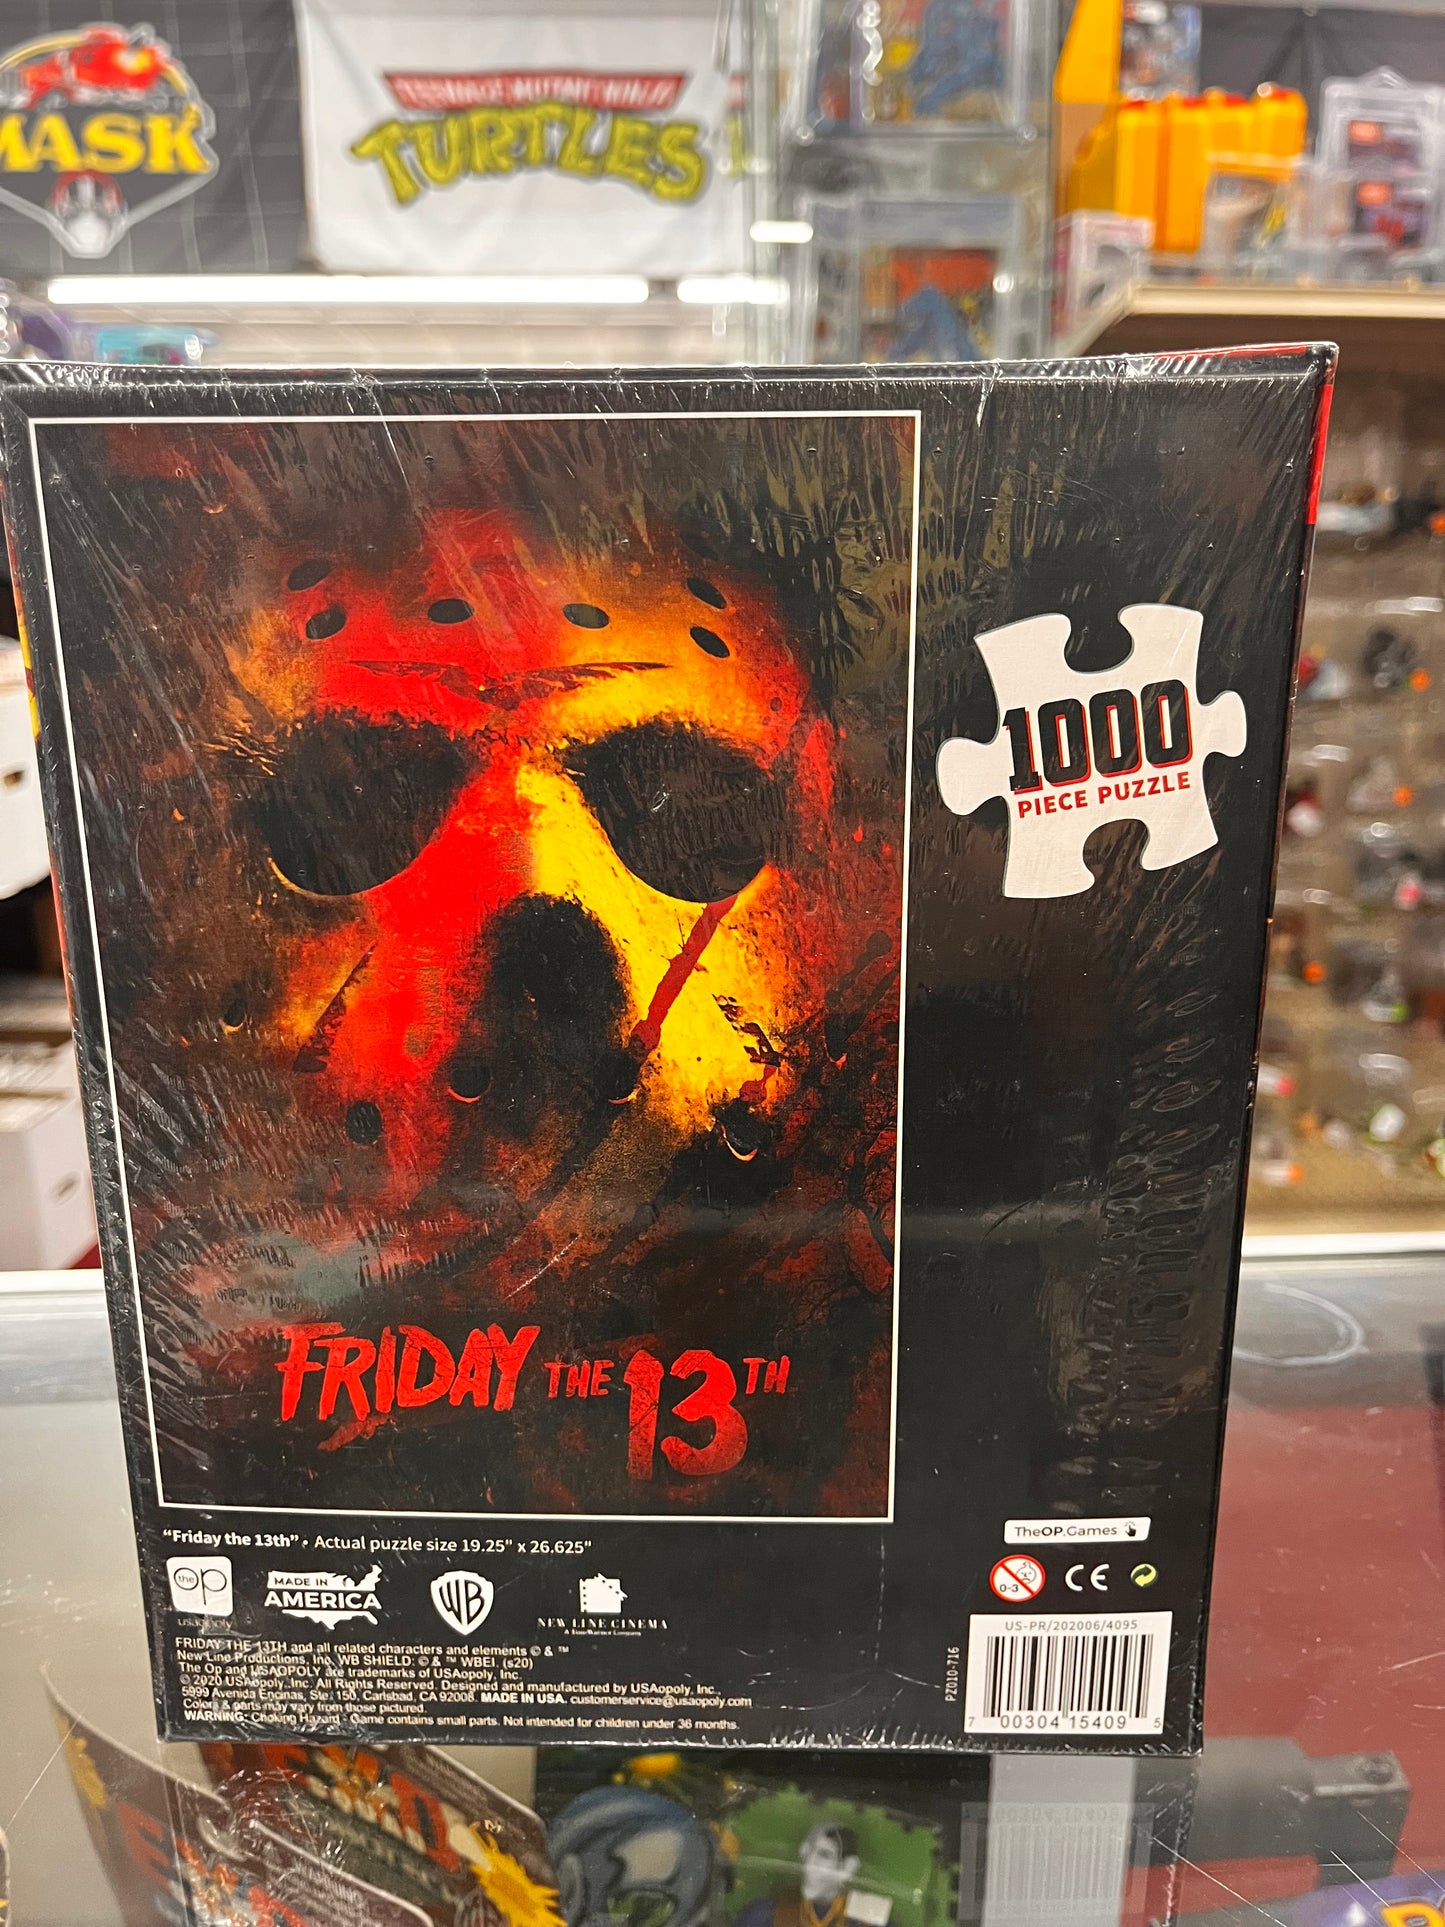 MASK
TEENAGE MUTANT NINJA
TURTLES
1000
PIECE PUZZLE
FRIDAY THE 13TH
"Friday the 13th" • Actual puzzle size 19.25" x 26.625"
TheOP.Games
the op
usaopoly
MADE IN
AMERICA
WB
NEW LINE CINEMA
0-3
CE
US-PR/202006/4095
PZ010-716
7 00304 15409 5
FRIDAY THE 13TH and all related characters and elements © & ™
New Line Productions, Inc. WB SHIELD: © & ™ WBEI. (s20)
The Op and USAOPOLY are trademarks of USAopoly, Inc.
© 2020 USAopoly, Inc. All Rights Reserved. Designed and manufactured by USAopoly, Inc.,
5999 Avenida Encinas, Ste. 150, Carlsbad, CA 92008. MADE IN USA. customerservice@usaopoly.com
Colors & parts may vary from those pictured.
WARNING: Choking Hazard - Game contains small parts. Not intended for children under 36 months.